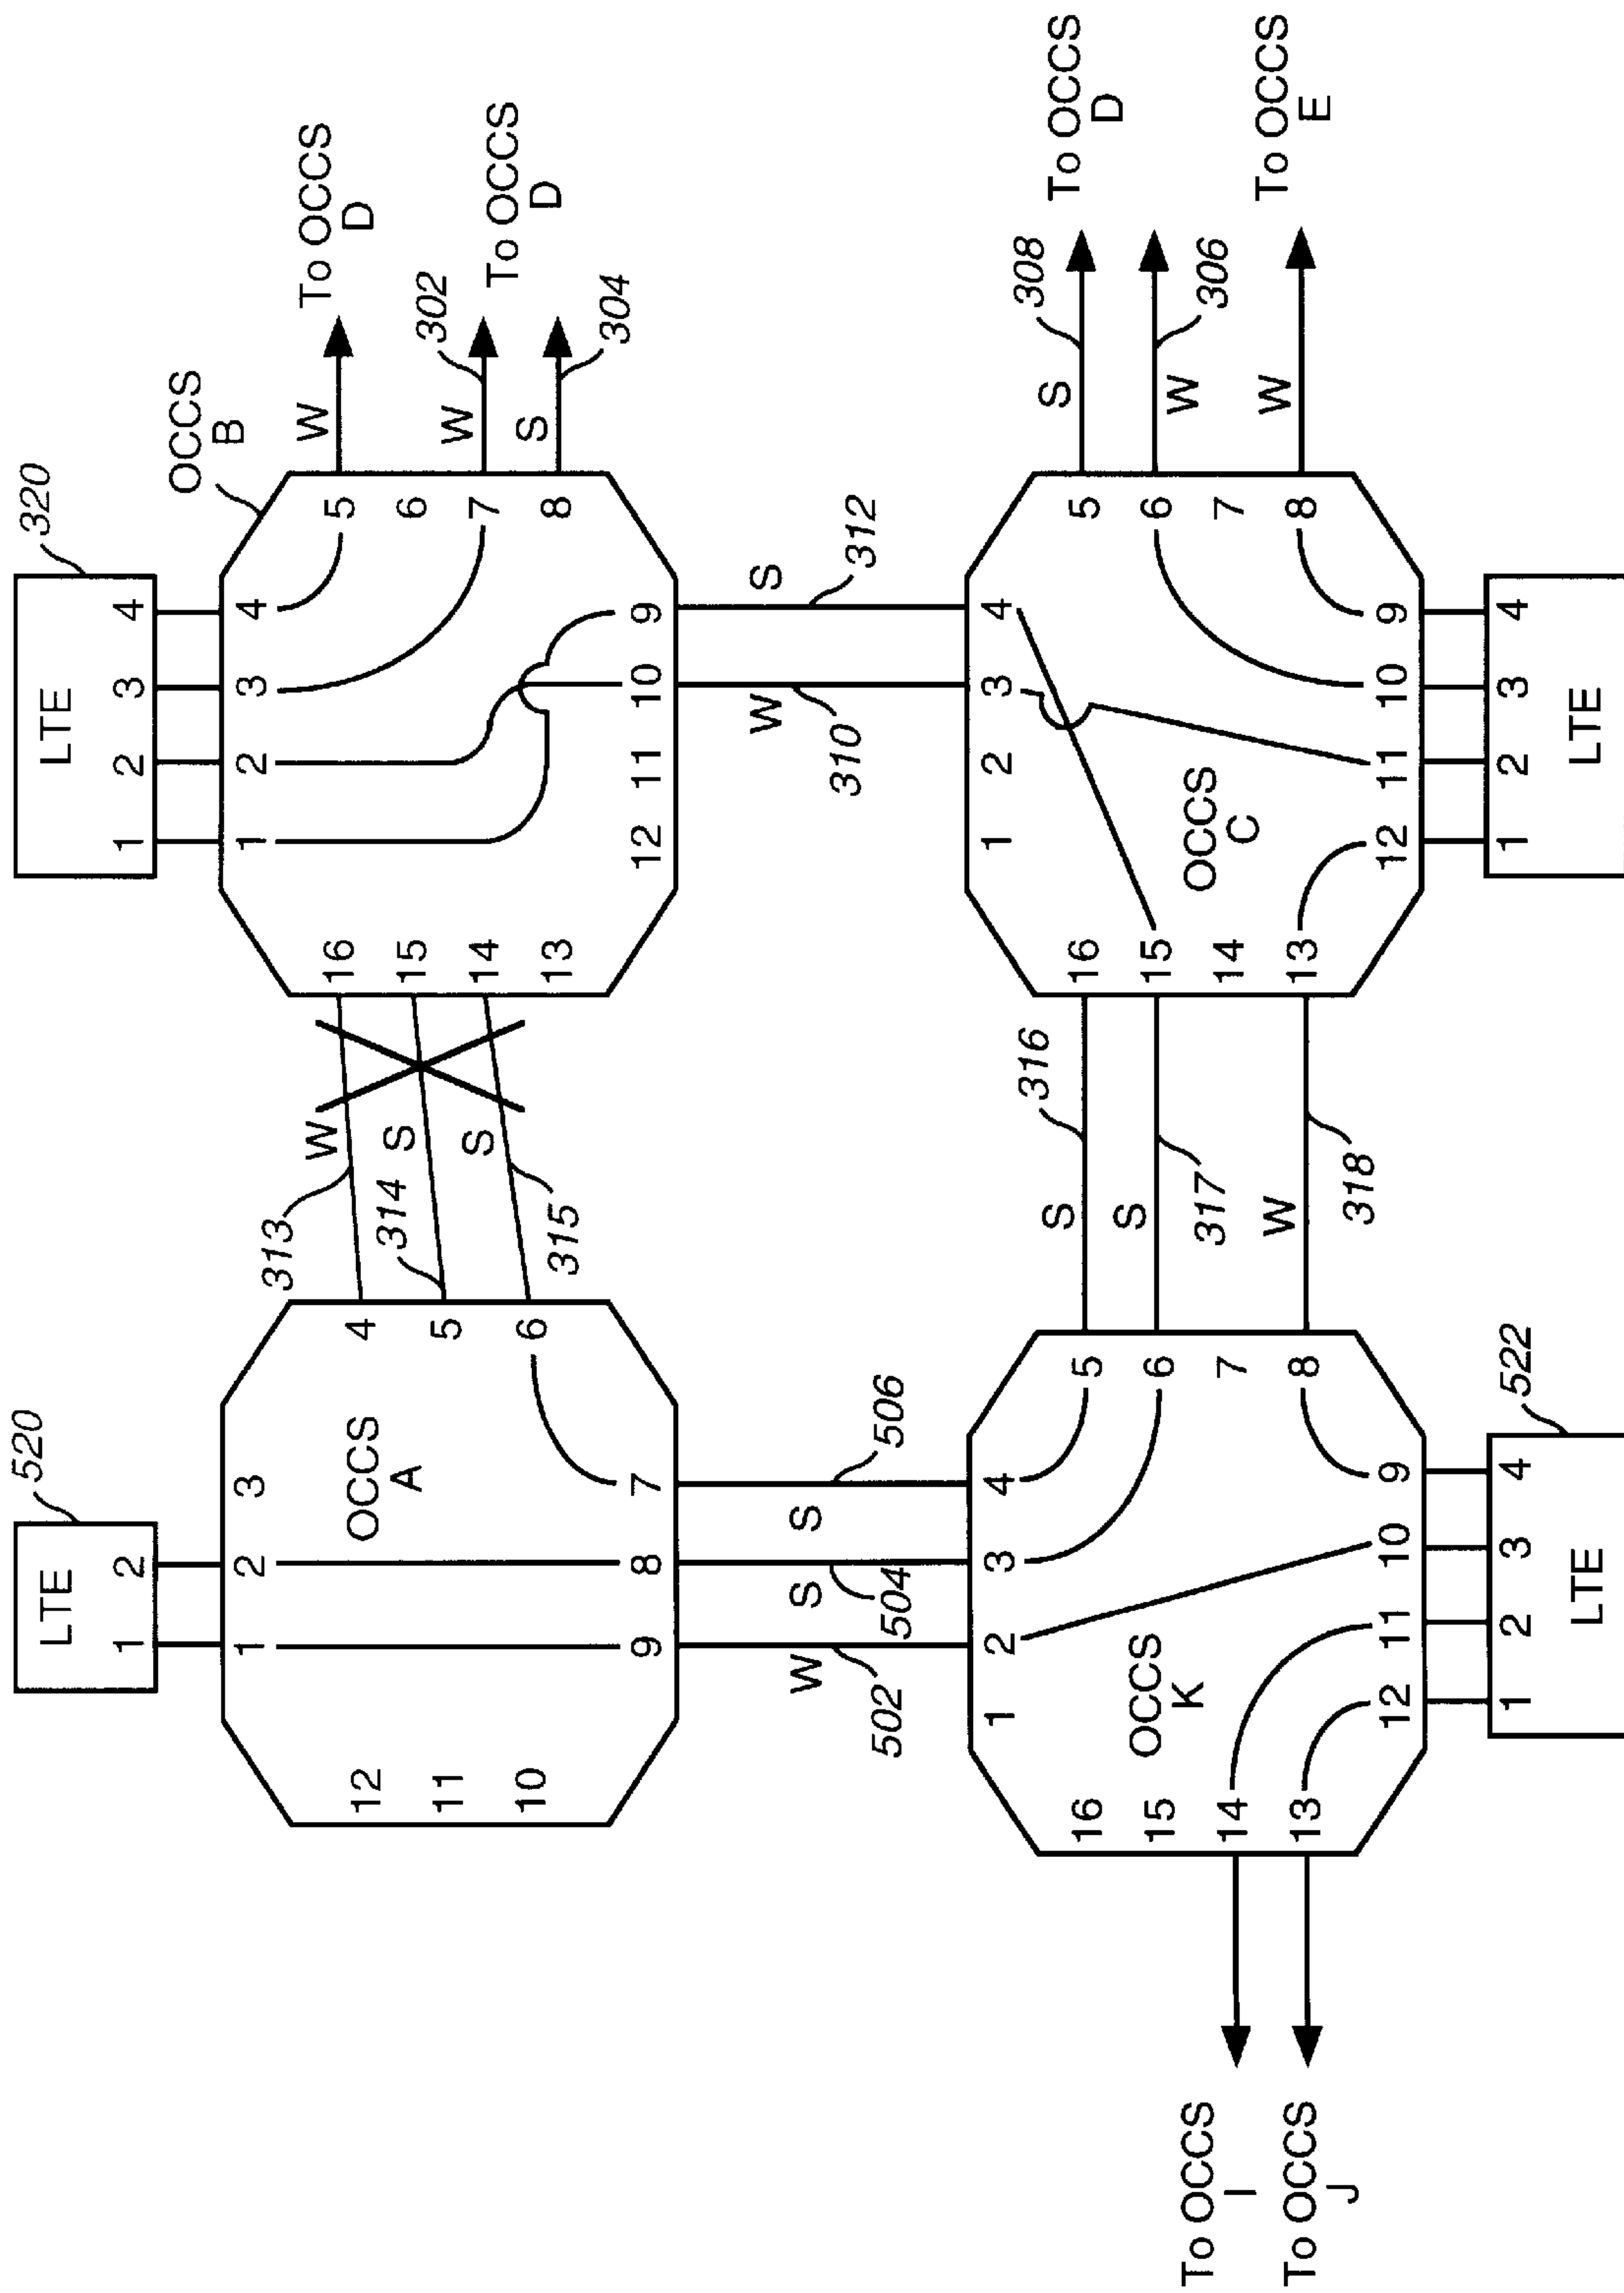 520
LTE
1 2
1 2 3
OCCS
A
12
11
10
4
5
6
9 8 7
313
W
314
S
S
315
320
LTE
1 2 3 4
OCCS
B
1 2 3 4
16
15
14
13
5
6
7
8
12 11 10 9
W
To OCCS
D
302
W
To OCCS
D
S
304
502
W
S
504
S
506
W
310
S
312
1 2 3 4
OCCS
K
16
15
14
13
5
6
7
8
12 11 10 9
To OCCS
I
To OCCS
J
1 2 3 4
LTE
522
316
S
S
317
W
318
1 2 3 4
OCCS
C
16
15
14
13
5
6
7
8
12 11 10 9
1 2 3 4
LTE
308
S
To OCCS
D
306
W
W
To OCCS
E